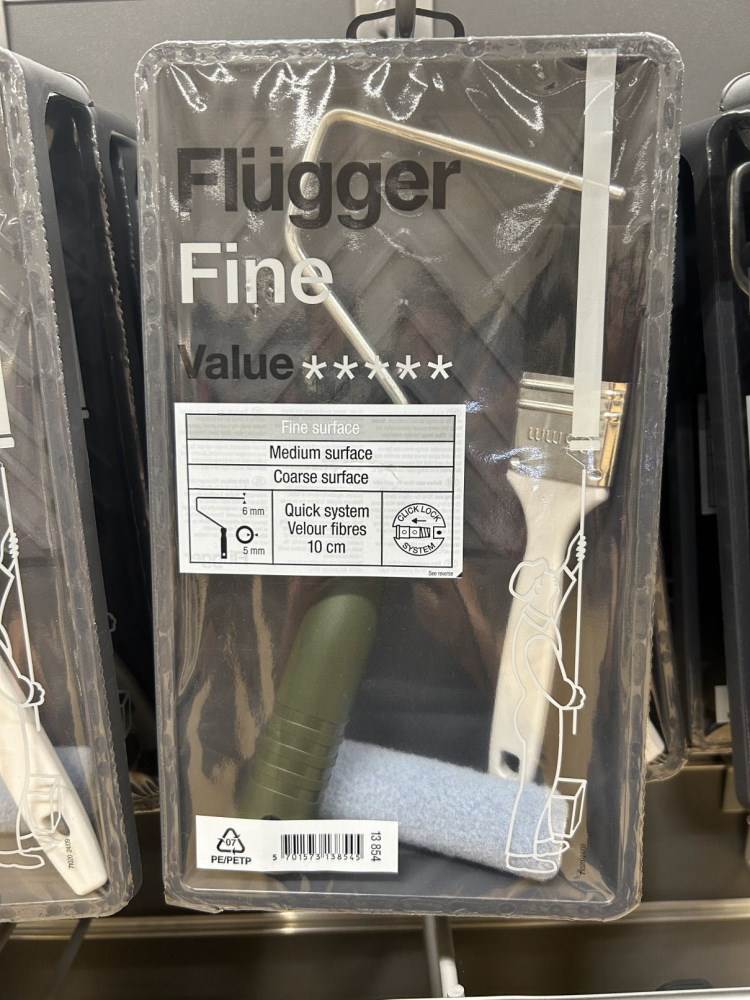 Flügger
Fine
Value *****
Fine surface
Medium surface
Coarse surface
6 mm
5 mm
Quick system
Velour fibres
10 cm
CLICK LOCK
SYSTEM
See reverse
07
PE/PETP
5 701573 138545
13 854